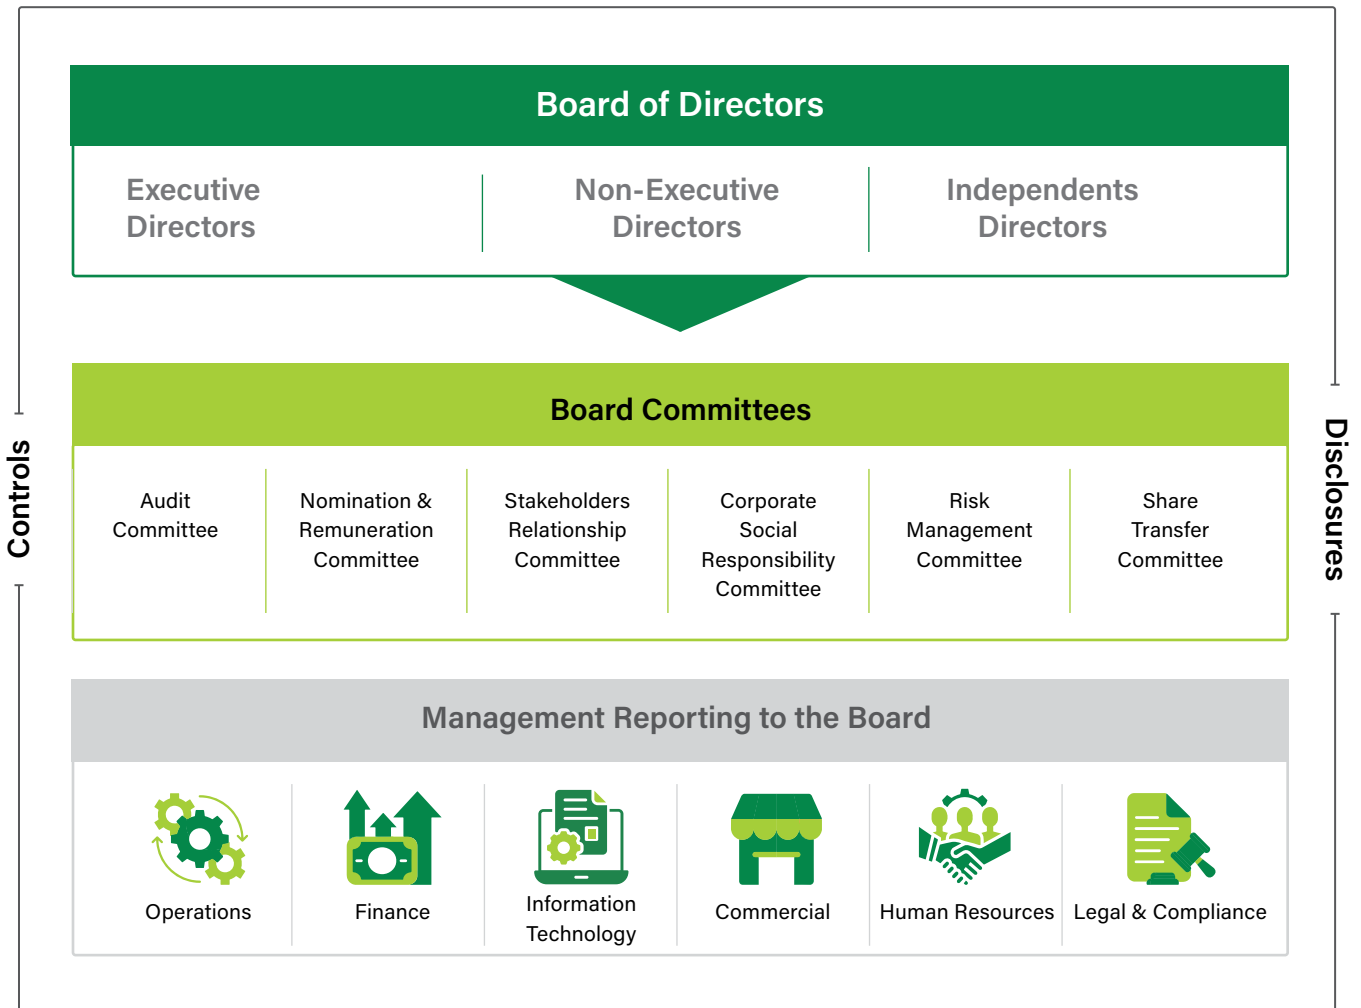 Board of Directors
Executive
Directors
Non-Executive
Directors
Independents
Directors
Controls
Disclosures
Board Committees
Audit
Committee
Nomination &
Remuneration
Committee
Stakeholders
Relationship
Committee
Corporate
Social
Responsibility
Committee
Risk
Management
Committee
Share
Transfer
Committee
Management Reporting to the Board
Operations
Finance
Information
Technology
Commercial
Human Resources
Legal & Compliance